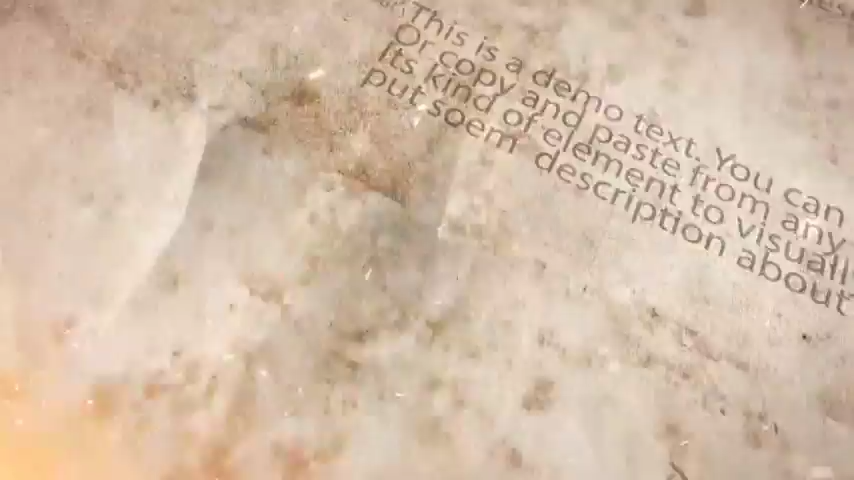 This is a demo text. You can
Or copy and paste from any
Its kind of element to visuall
put soem description about